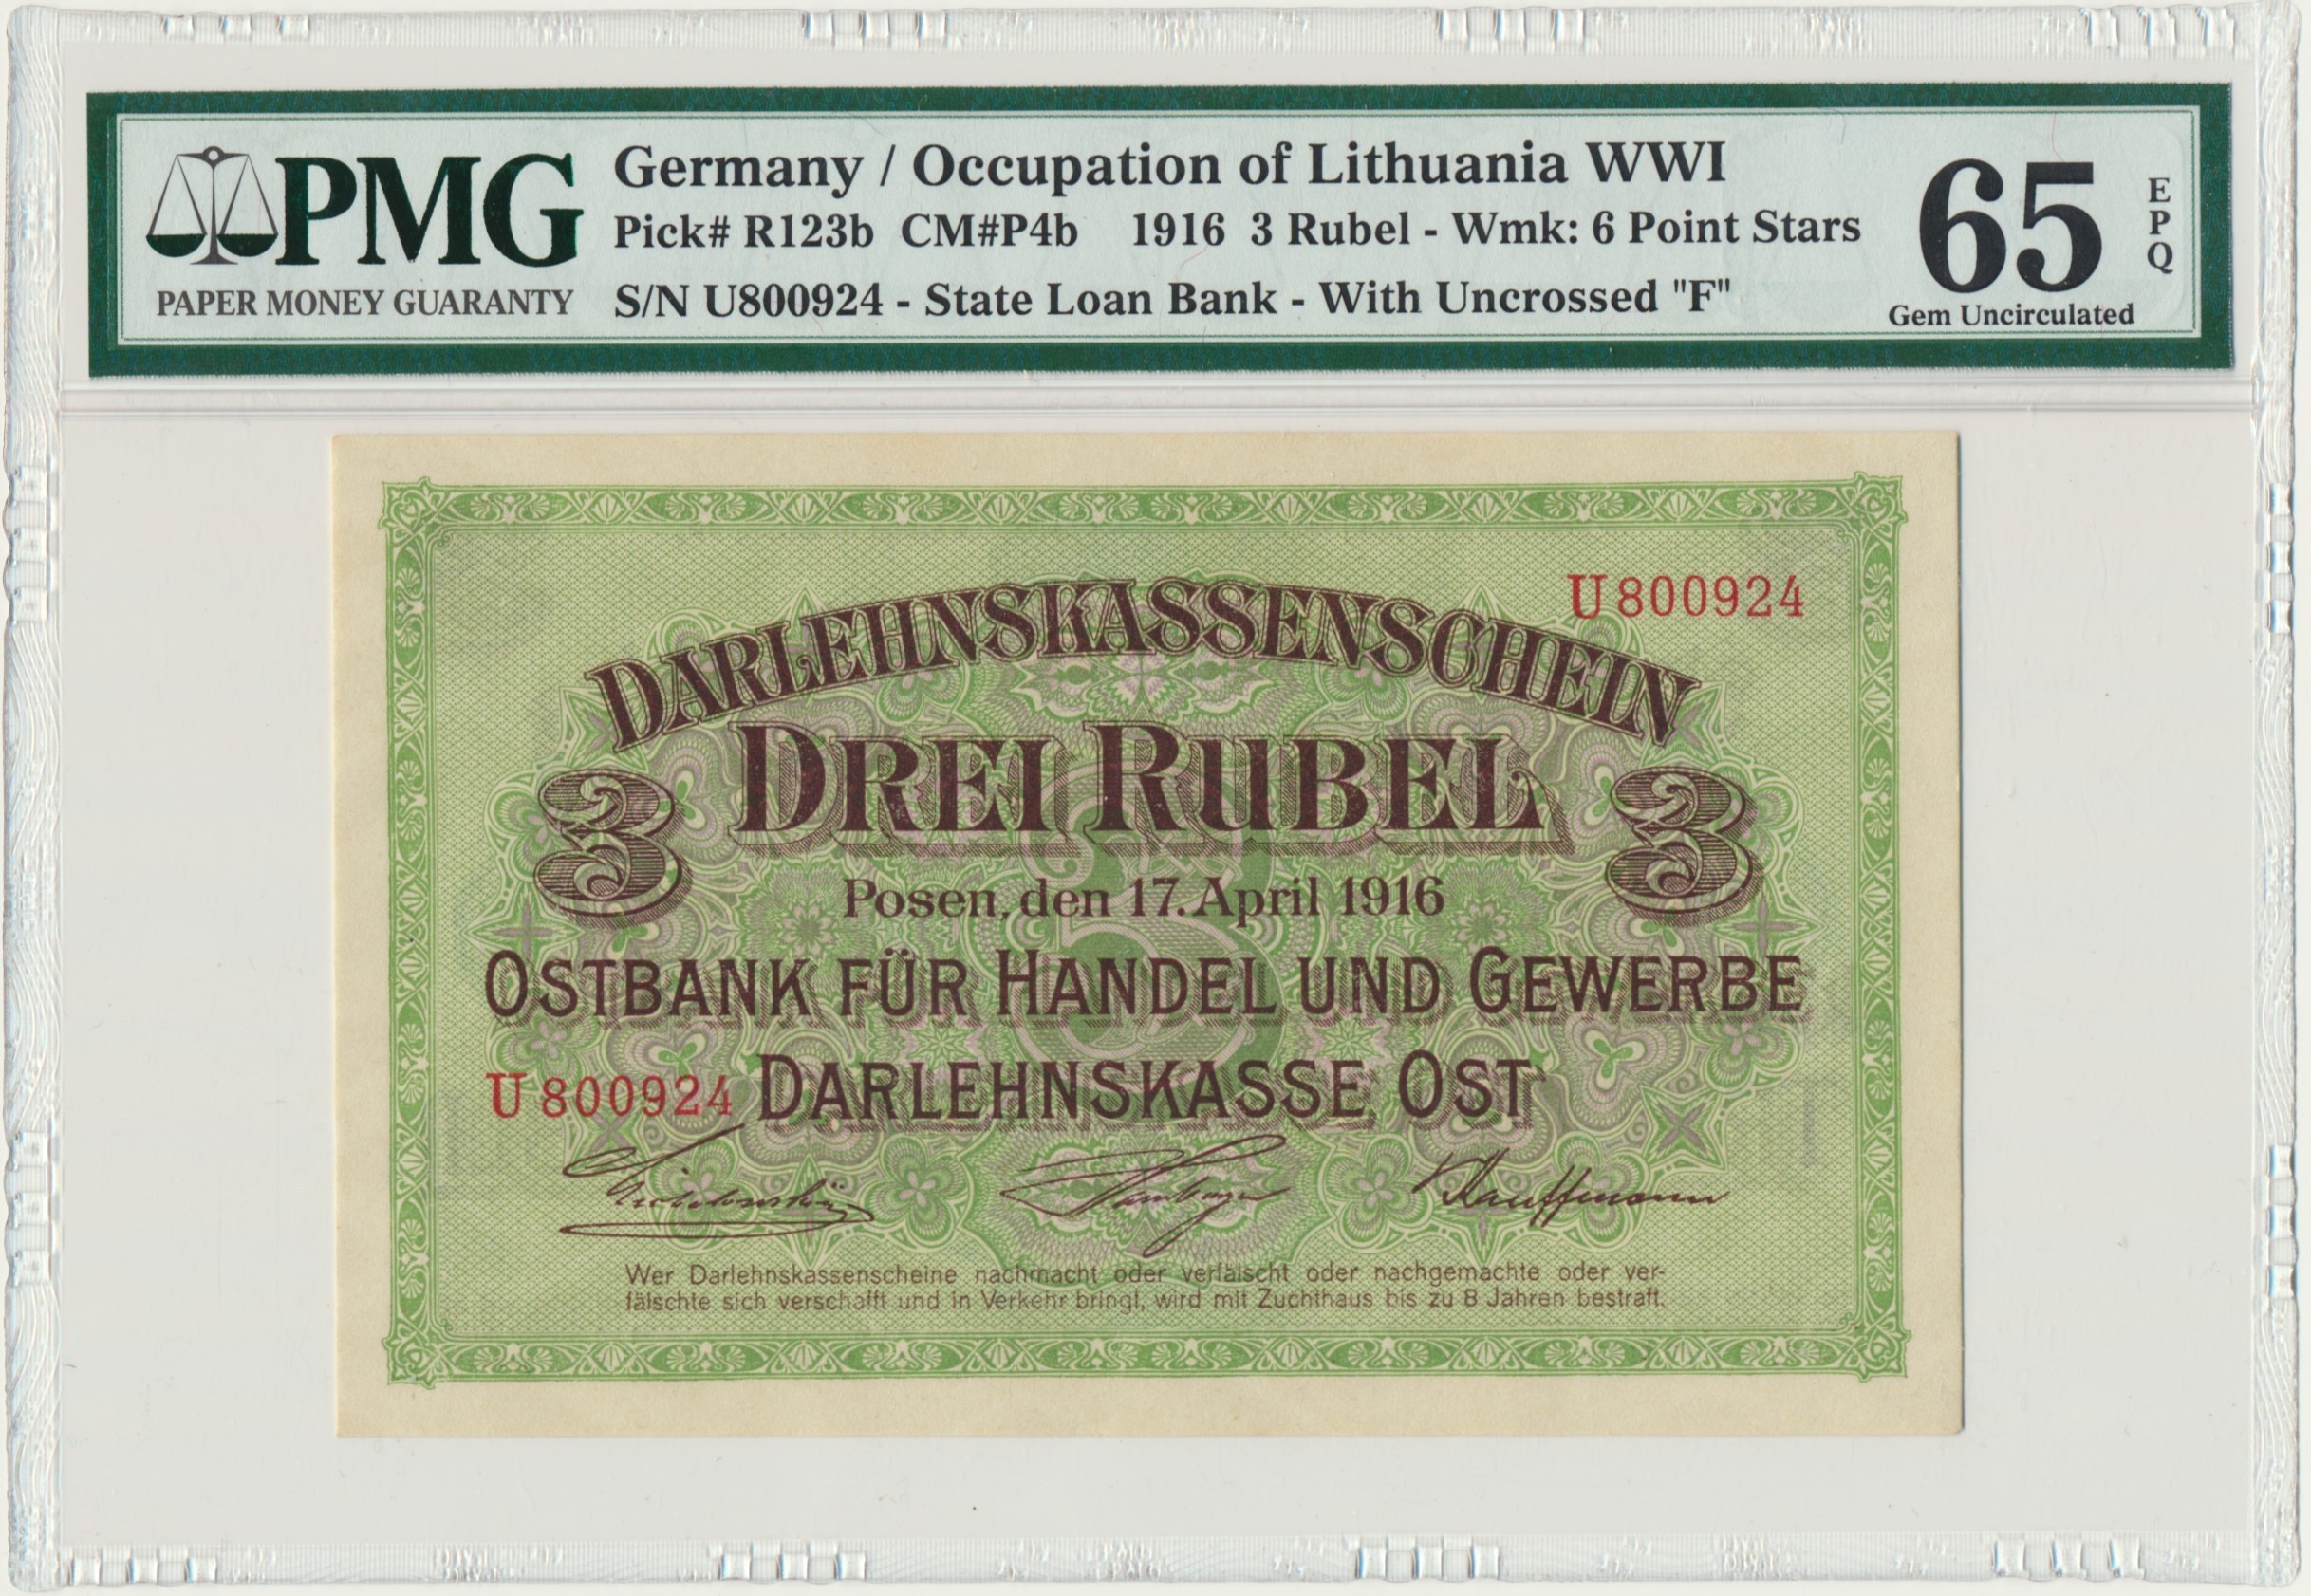 PMG
PAPER MONEY GUARANTY
Germany / Occupation of Lithuania WWI
Pick# R123b CM#P4b 1916 3 Rubel - Wmk: 6 Point Stars
S/N U800924 - State Loan Bank - With Uncrossed "F"
65
EPQ
Gem Uncirculated
U800924
DARLEHNSKASSENSCHEIN
DREI RUBEL
3 3
Posen, den 17. April 1916
OSTBANK FÜR HANDEL UND GEWERBE
U800924 DARLEHNSKASSE OST
Kauffmann
Wer Darlehnskassenscheine nachmacht oder verfälscht oder nachgemachte oder ver-
fälschte sich verschafft und in Verkehr bringt, wird mit Zuchthaus bis zu 8 Jahren bestraft.